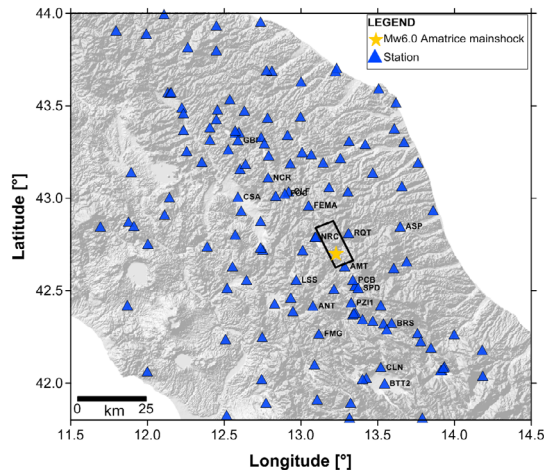 44.0
LEGEND
Mw6.0 Amatrice mainshock
Station
43.5
GBP
NCR
43.0
CSA
FEMA
ASP
NRC
RQT
AMT
42.5
LSS
PCB
SPD
ANT
PZI1
BRS
FMG
CLN
42.0
BTT2
0 25
km
11.5 12.0 12.5 13.0 13.5 14.0 14.5
Latitude [°]
Longitude [°]